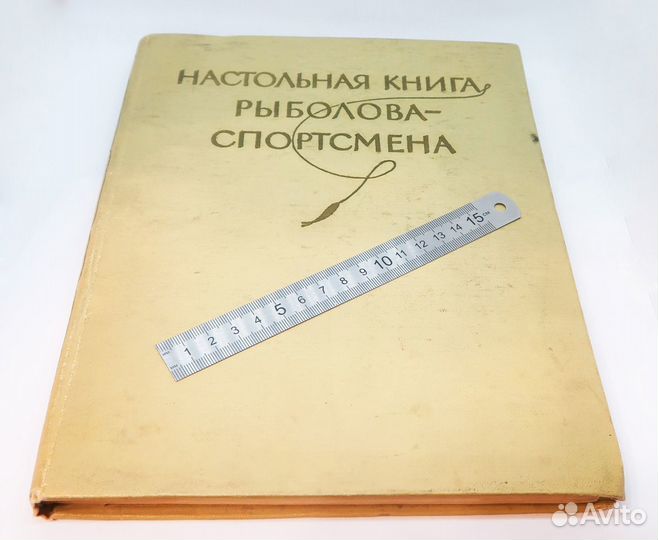 НАСТОЛЬНАЯ КНИГА
РЫБОЛОВА-
СПОРТСМЕНА
1 2 3 4 5 6 7 8 9 10 11 12 13 14 15 см
Avito